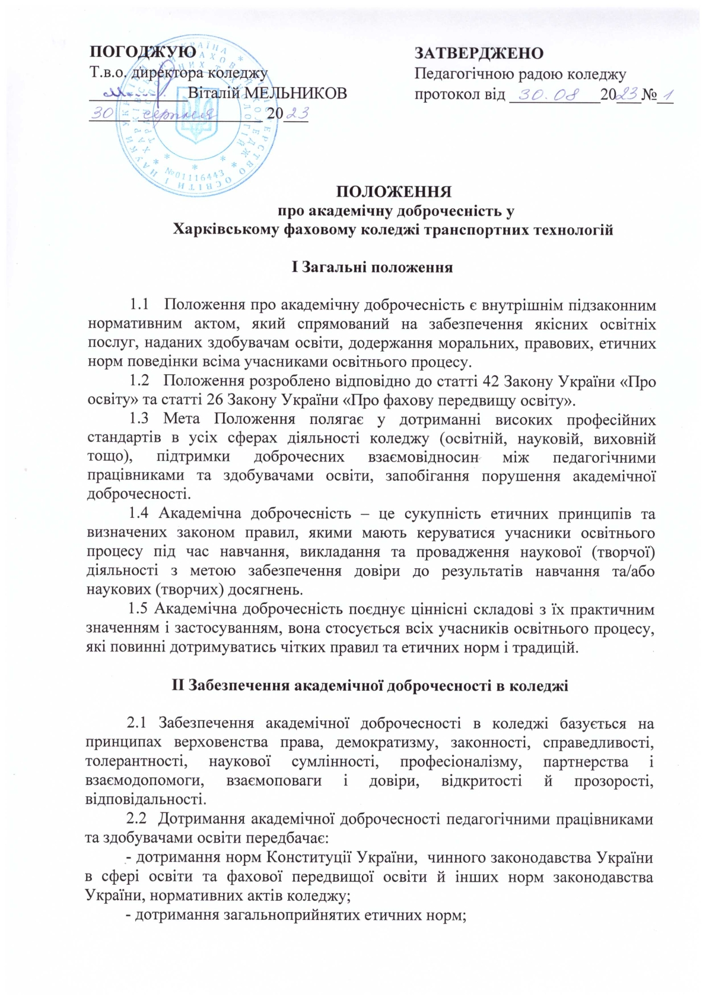 ПОГОДЖУЮ
Т.в.о. директора коледжу
____________Віталій МЕЛЬНИКОВ
30 серпня 2023
ЗАТВЕРДЖЕНО
Педагогічною радою коледжу
протокол від 30.08 2023 № 1
№01116443
ПОЛОЖЕННЯ
про академічну доброчесність у
Харківському фаховому коледжі транспортних технологій
І Загальні положення
1.1 Положення про академічну доброчесність є внутрішнім підзаконним
нормативним актом, який спрямований на забезпечення якісних освітніх
послуг, наданих здобувачам освіти, додержання моральних, правових, етичних
норм поведінки всіма учасниками освітнього процесу.
1.2 Положення розроблено відповідно до статті 42 Закону України «Про
освіту» та статті 26 Закону України «Про фахову передвищу освіту».
1.3 Мета Положення полягає у дотриманні високих професійних
стандартів в усіх сферах діяльності коледжу (освітній, науковій, виховній
тощо), підтримки доброчесних взаємовідносин між педагогічними
працівниками та здобувачами освіти, запобігання порушення академічної
доброчесності.
1.4 Академічна доброчесність – це сукупність етичних принципів та
визначених законом правил, якими мають керуватися учасники освітнього
процесу під час навчання, викладання та провадження наукової (творчої)
діяльності з метою забезпечення довіри до результатів навчання та/або
наукових (творчих) досягнень.
1.5 Академічна доброчесність поєднує ціннісні складові з їх практичним
значенням і застосуванням, вона стосується всіх учасників освітнього процесу,
які повинні дотримуватись чітких правил та етичних норм і традицій.
ІІ Забезпечення академічної доброчесності в коледжі
2.1 Забезпечення академічної доброчесності в коледжі базується на
принципах верховенства права, демократизму, законності, справедливості,
толерантності, наукової сумлінності, професіоналізму, партнерства і
взаємодопомоги, взаємоповаги і довіри, відкритості й прозорості,
відповідальності.
2.2 Дотримання академічної доброчесності педагогічними працівниками
та здобувачами освіти передбачає:
- дотримання норм Конституції України, чинного законодавства України
в сфері освіти та фахової передвищої освіти й інших норм законодавства
України, нормативних актів коледжу;
- дотримання загальноприйнятих етичних норм;